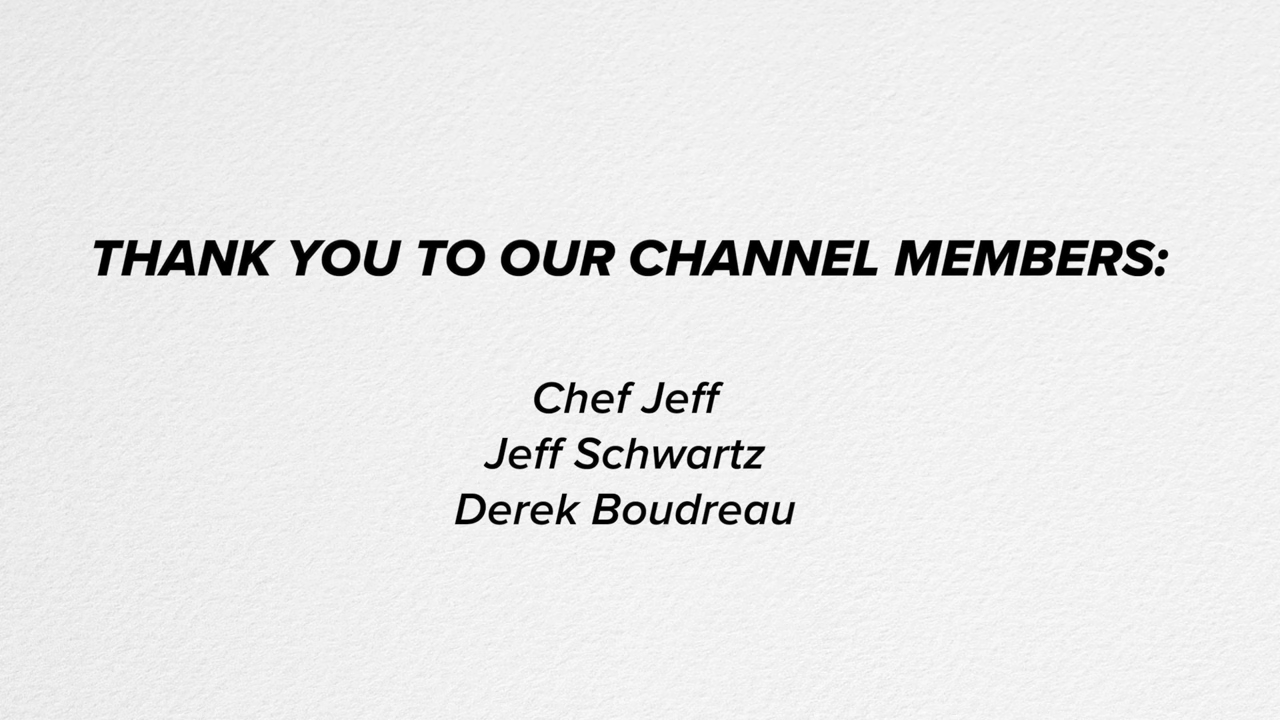 THANK YOU TO OUR CHANNEL MEMBERS:
Chef Jeff
Jeff Schwartz
Derek Boudreau